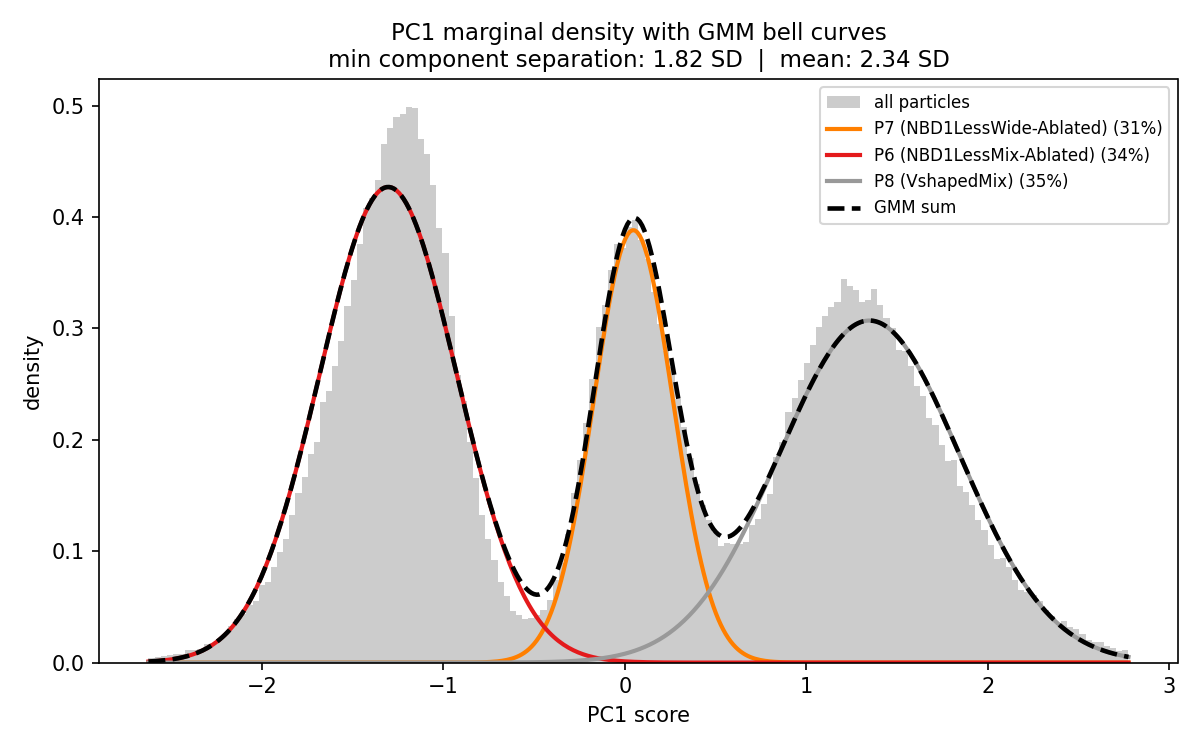 PC1 marginal density with GMM bell curves
min component separation: 1.82 SD | mean: 2.34 SD
all particles
P7 (NBD1LessWide-Ablated) (31%)
P6 (NBD1LessMix-Ablated) (34%)
P8 (VshapedMix) (35%)
GMM sum
density
0.5
0.4
0.3
0.2
0.1
0.0
−2
−1
0
1
2
3
PC1 score